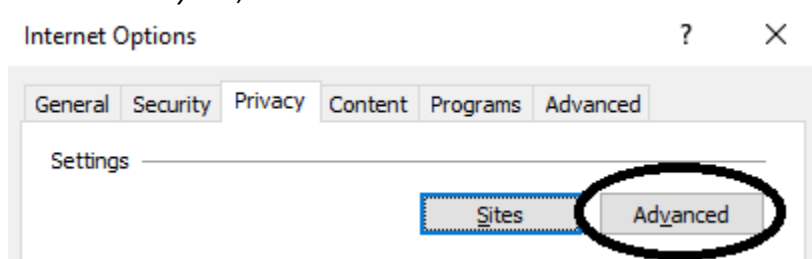 Internet Options ? ×
General Security Privacy Content Programs Advanced
Settings
Sites Advanced